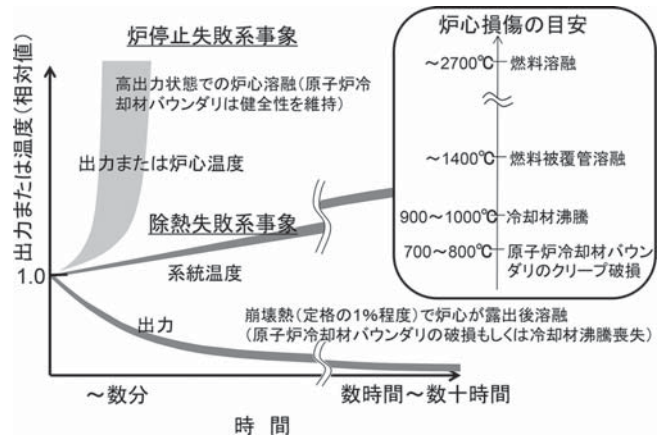 炉停止失敗系事象
高出力状態での炉心溶融(原子炉冷
却材バウンダリは健全性を維持)
出力または炉心温度
除熱失敗系事象
系統温度
出力
崩壊熱(定格の1%程度)で炉心が露出後溶融
(原子炉冷却材バウンダリの破損もしくは冷却材沸騰喪失)
出力または温度(相対値)
1.0
~数分
数時間~数十時間
時 間
炉心損傷の目安
~2700℃ 燃料溶融
~1400℃ 燃料被覆管溶融
900~1000℃ 冷却材沸騰
700~800℃ 原子炉冷却材バウン
ダリのクリープ破損